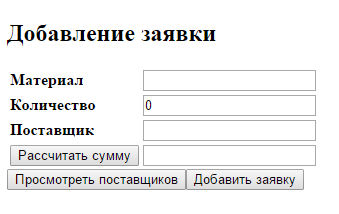 Добавление заявки
Материал
Количество 0
Поставщик
Рассчитать сумму
Просмотреть поставщиков Добавить заявку